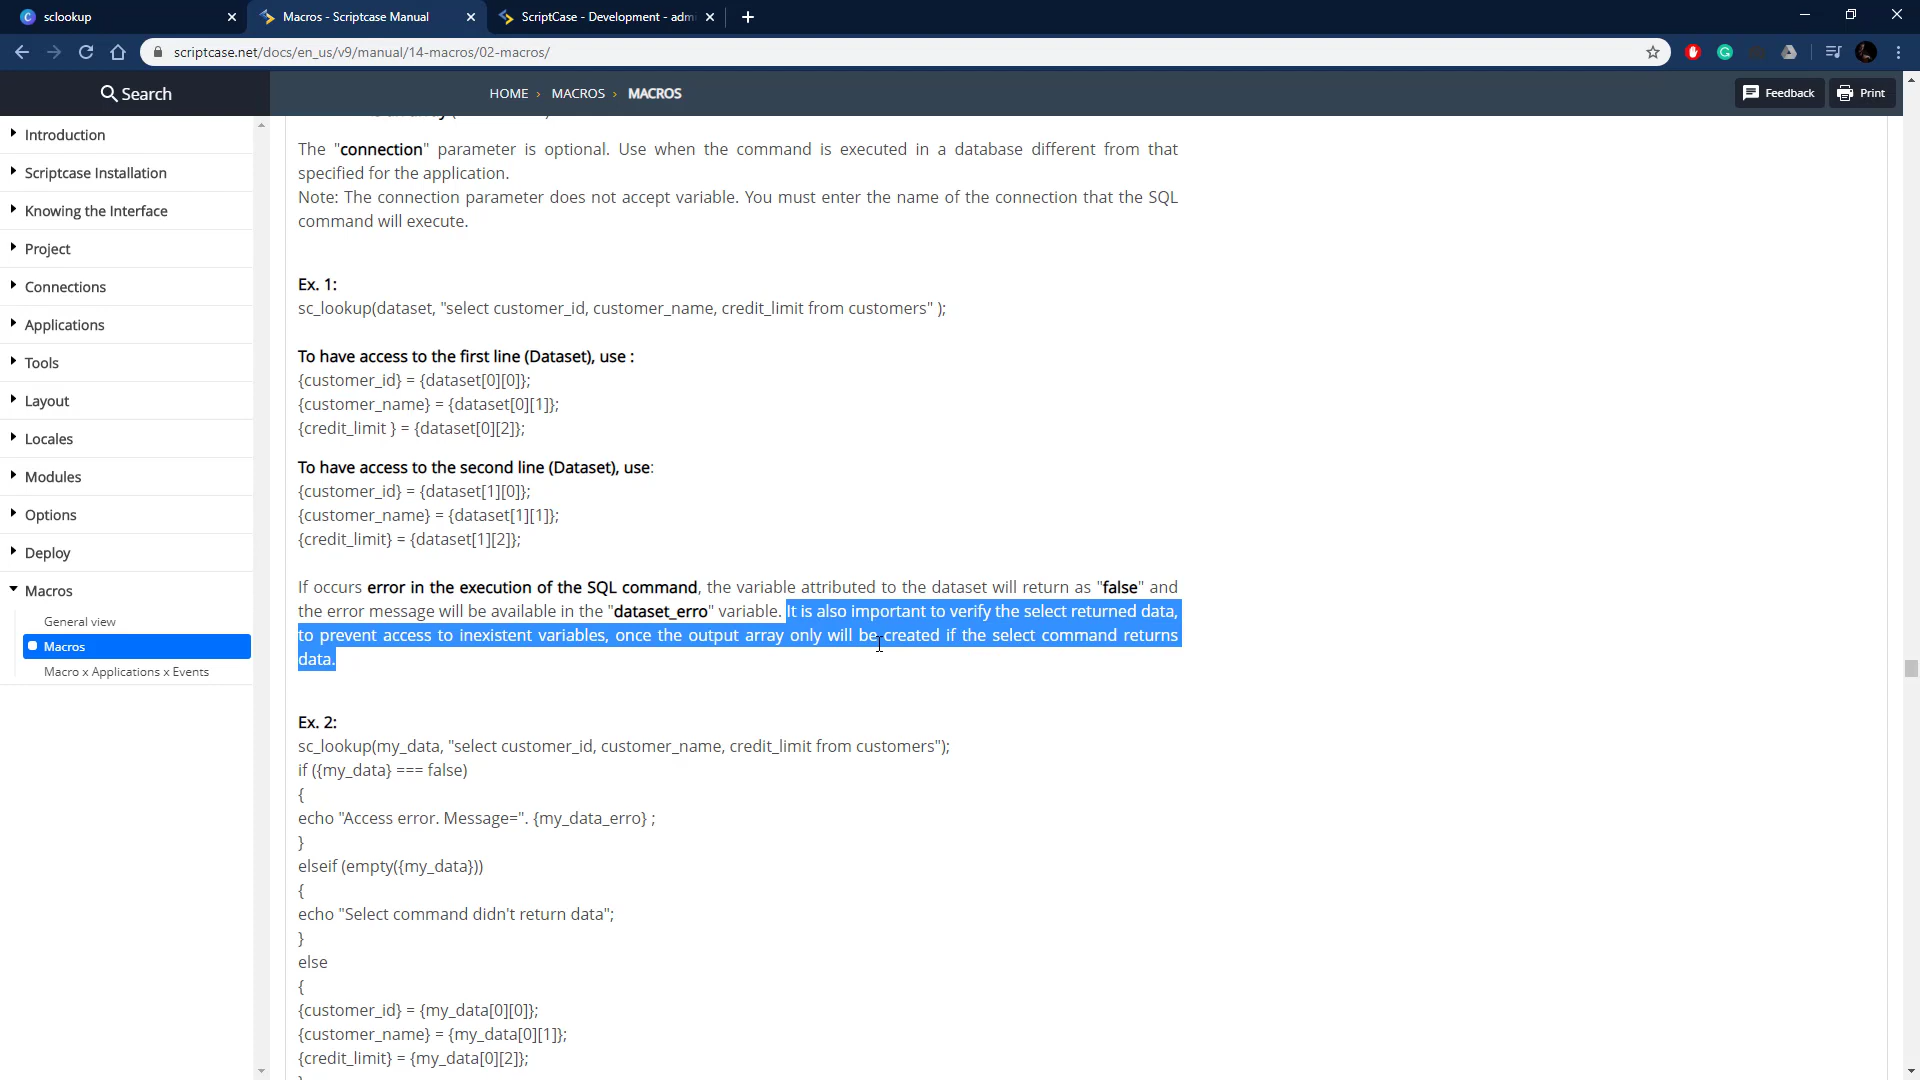 sclookup
Macros - Scriptcase Manual
ScriptCase - Development - adm
scriptcase.net/docs/en_us/v9/manual/14-macros/02-macros/
Search
HOME › MACROS › MACROS
Feedback
Print
Introduction
Scriptcase Installation
Knowing the Interface
Project
Connections
Applications
Tools
Layout
Locales
Modules
Options
Deploy
Macros
General view
Macros
Macro x Applications x Events
The "connection" parameter is optional. Use when the command is executed in a database different from that
specified for the application.
Note: The connection parameter does not accept variable. You must enter the name of the connection that the SQL
command will execute.
Ex. 1:
sc_lookup(dataset, "select customer_id, customer_name, credit_limit from customers" );
To have access to the first line (Dataset), use :
{customer_id} = {dataset[0][0]};
{customer_name} = {dataset[0][1]};
{credit_limit } = {dataset[0][2]};
To have access to the second line (Dataset), use:
{customer_id} = {dataset[1][0]};
{customer_name} = {dataset[1][1]};
{credit_limit} = {dataset[1][2]};
If occurs error in the execution of the SQL command, the variable attributed to the dataset will return as "false" and
the error message will be available in the "dataset_erro" variable. It is also important to verify the select returned data,
to prevent access to inexistent variables, once the output array only will be created if the select command returns
data.
Ex. 2:
sc_lookup(my_data, "select customer_id, customer_name, credit_limit from customers");
if ({my_data} === false)
{
echo "Access error. Message=". {my_data_erro} ;
}
elseif (empty({my_data}))
{
echo "Select command didn't return data";
}
else
{
{customer_id} = {my_data[0][0]};
{customer_name} = {my_data[0][1]};
{credit_limit} = {my_data[0][2]};